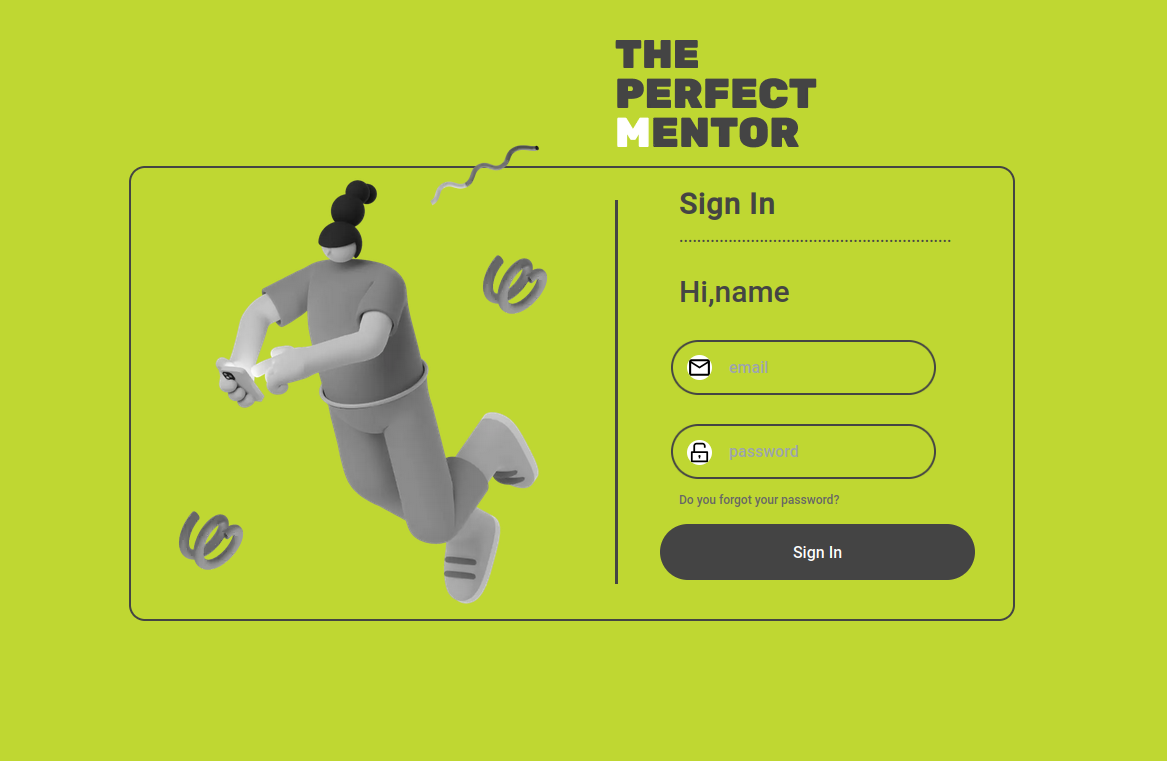 THE
PERFECT
MENTOR
Sign In
Hi,name
email
password
Do you forgot your password?
Sign In